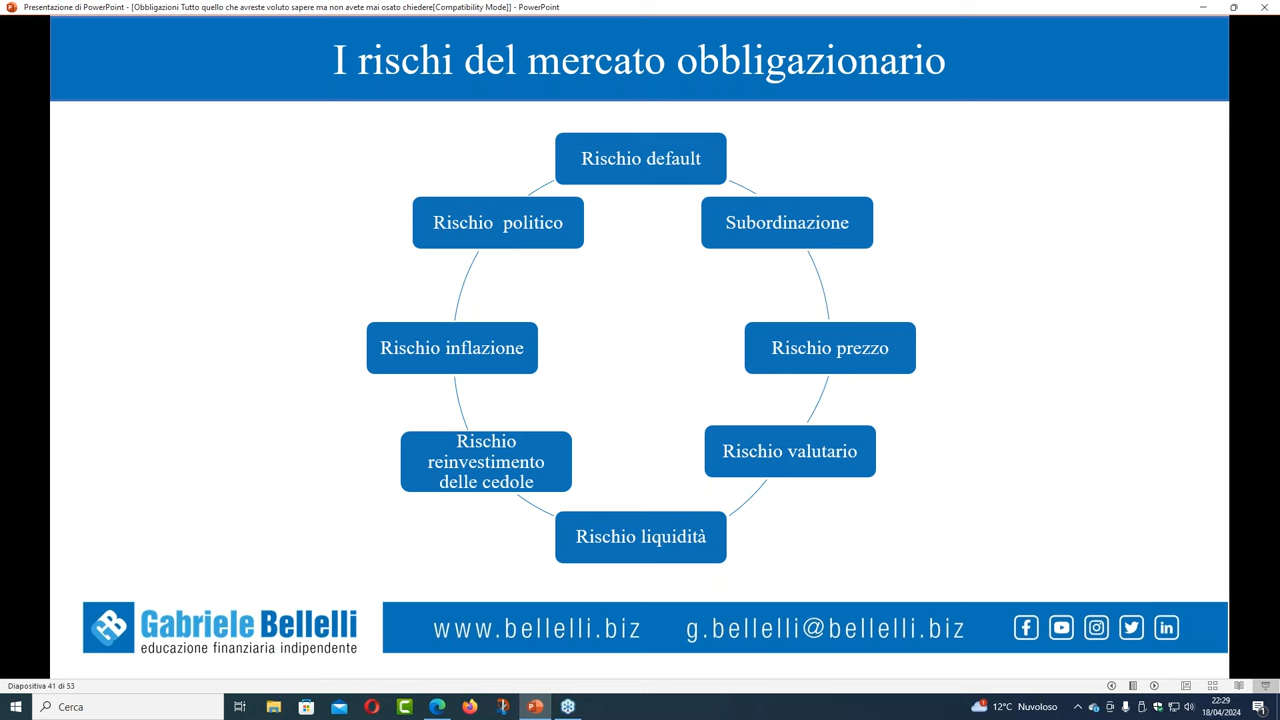 Presentazione di PowerPoint - [Obbligazioni Tutto quello che avreste voluto sapere ma non avete mai osato chiedere[Compatibility Mode]] - PowerPoint
I rischi del mercato obbligazionario
Rischio default
Rischio politico
Subordinazione
Rischio inflazione
Rischio prezzo
Rischio
reinvestimento
delle cedole
Rischio valutario
Rischio liquidità
Gabriele Bellelli
educazione finanziaria indipendente
www.bellelli.biz
g.bellelli@bellelli.biz
Diapositiva 41 di 53
Cerca
12°C Nuvoloso
22:29
18/04/2024